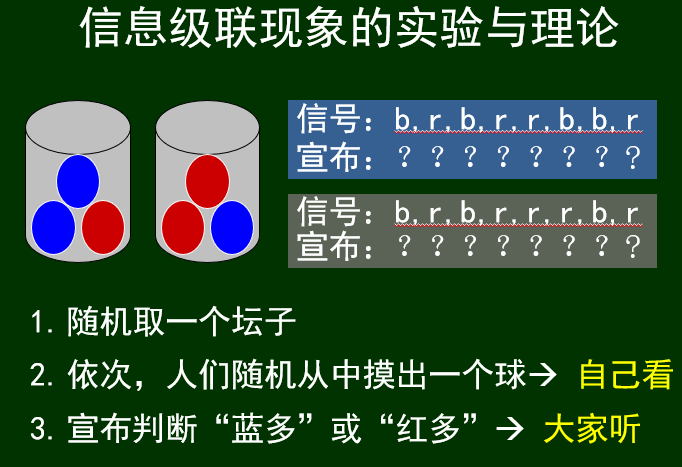 信息级联现象的实验与理论
信号：b,r,b,r,r,b,b,r
宣布：？？？？？？？？
信号：b,r,b,r,r,r,b,r
宣布：？？？？？？？？
1. 随机取一个坛子
2. 依次，人们随机从中摸出一个球→ 自己看
3. 宣布判断“蓝多”或“红多”→ 大家听